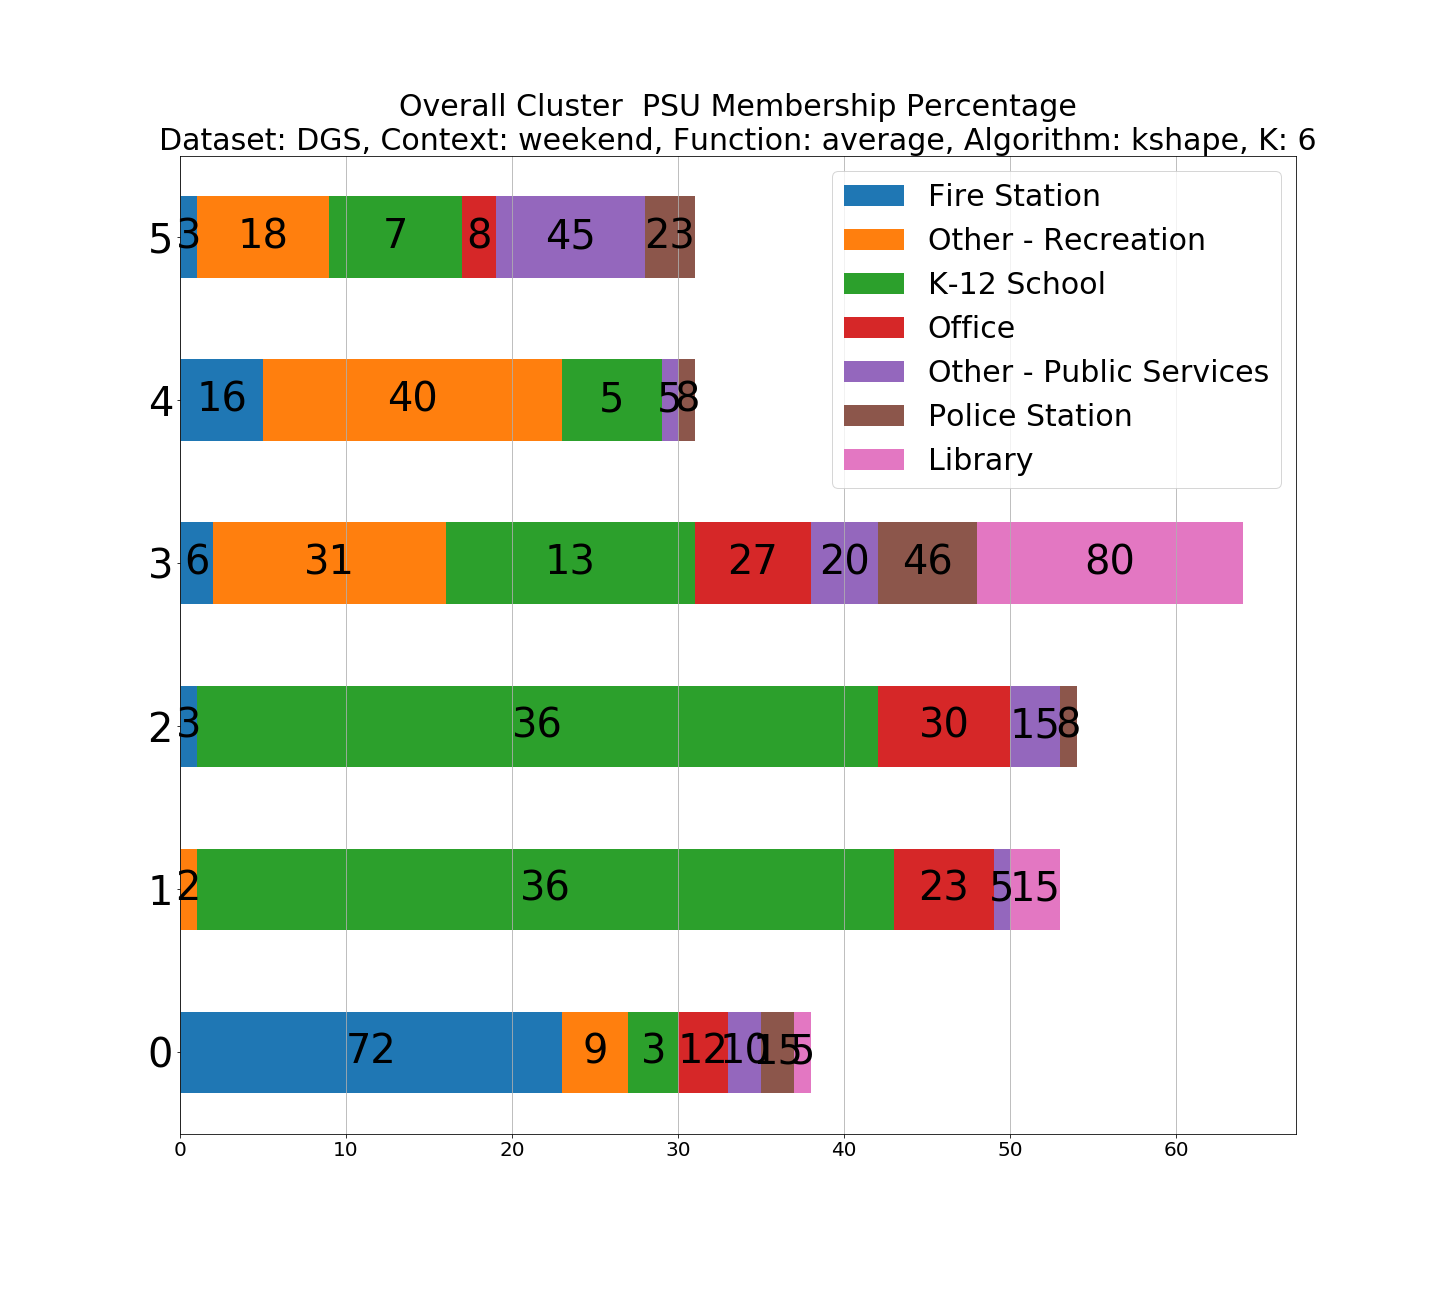 Overall Cluster  PSU Membership Percentage
Dataset: DGS, Context: weekend, Function: average, Algorithm: kshape, K: 6
Fire Station
Other - Recreation
K-12 School
Office
Other - Public Services
Police Station
Library
5 3 18 7 8 45 23
4 16 40 5 5 8
3 6 31 13 27 20 46 80
2 3 36 30 15 8
1 2 36 23 5 15
0 72 9 3 12 10 15 5
0 10 20 30 40 50 60